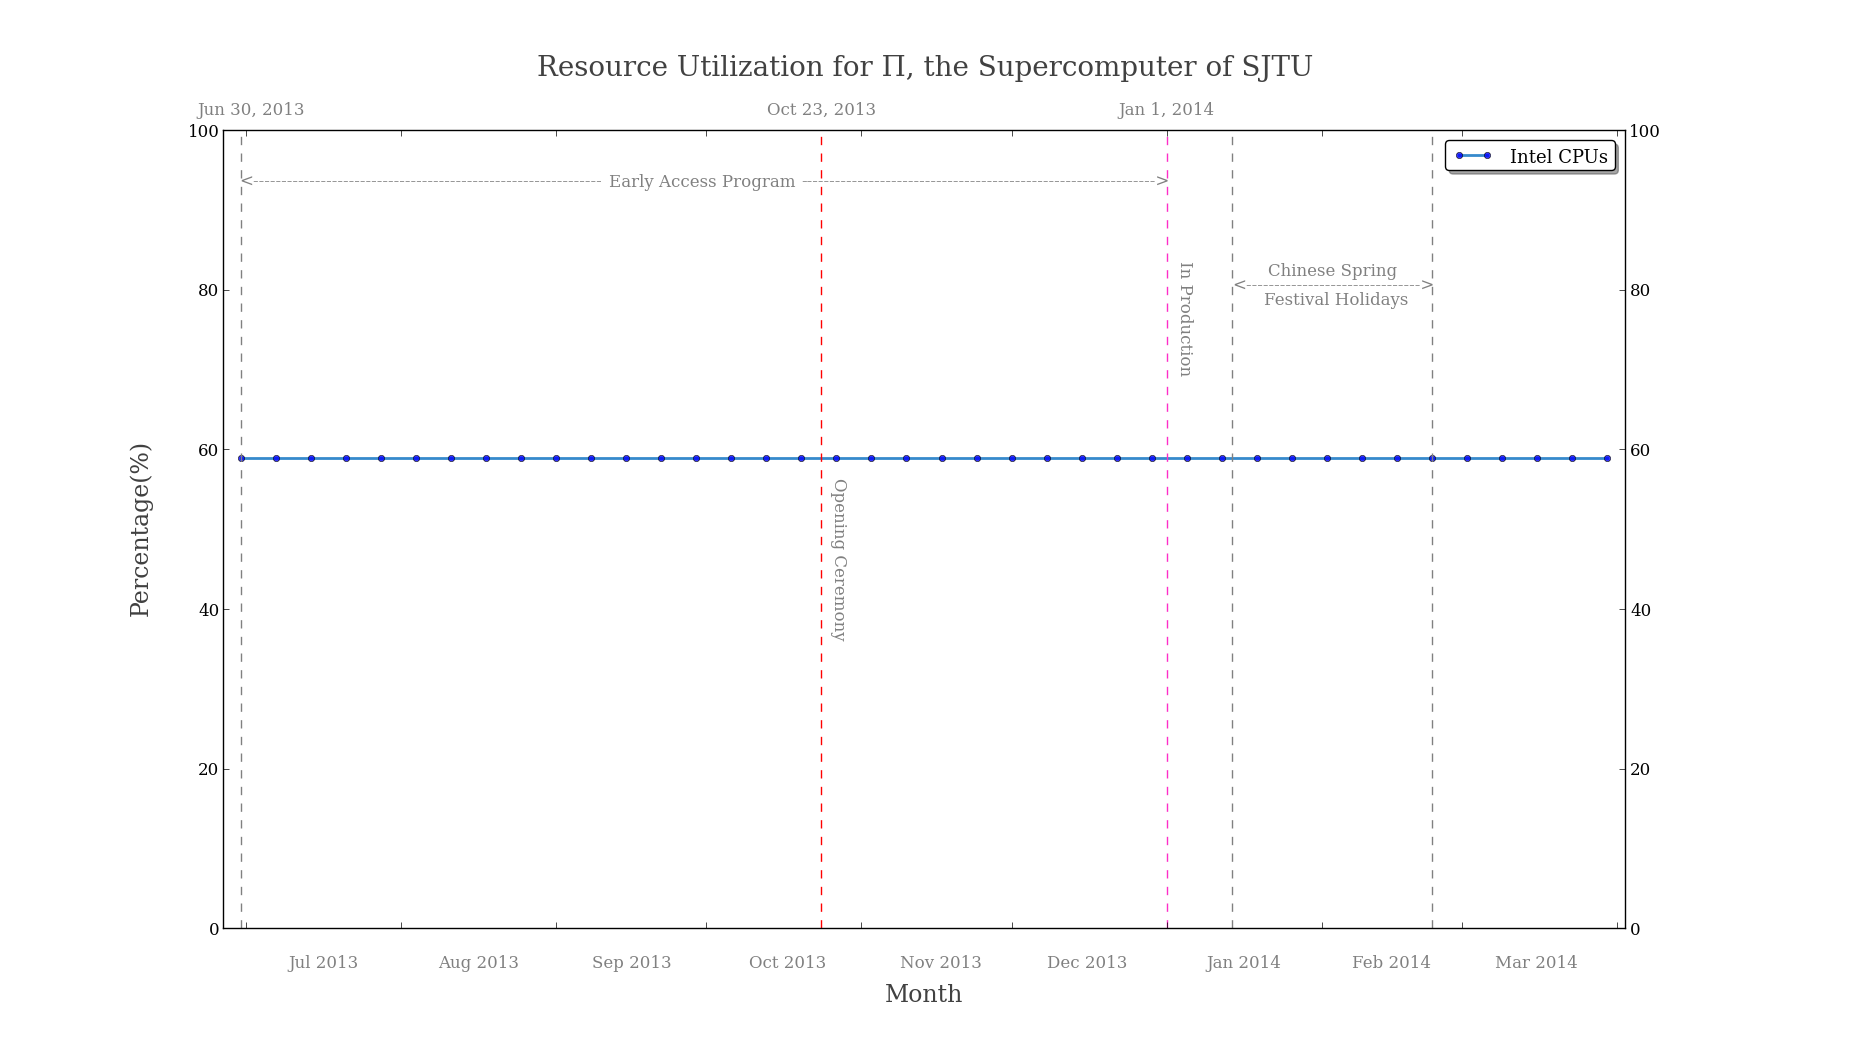 Resource Utilization for Π, the Supercomputer of SJTU
Jun 30, 2013
Oct 23, 2013
Jan 1, 2014
100
100
Intel CPUs
Early Access Program
In Production
Chinese Spring
Festival Holidays
80
80
60
60
Opening Ceremony
Percentage(%)
40
40
20
20
0
0
Jul 2013
Aug 2013
Sep 2013
Oct 2013
Nov 2013
Dec 2013
Jan 2014
Feb 2014
Mar 2014
Month